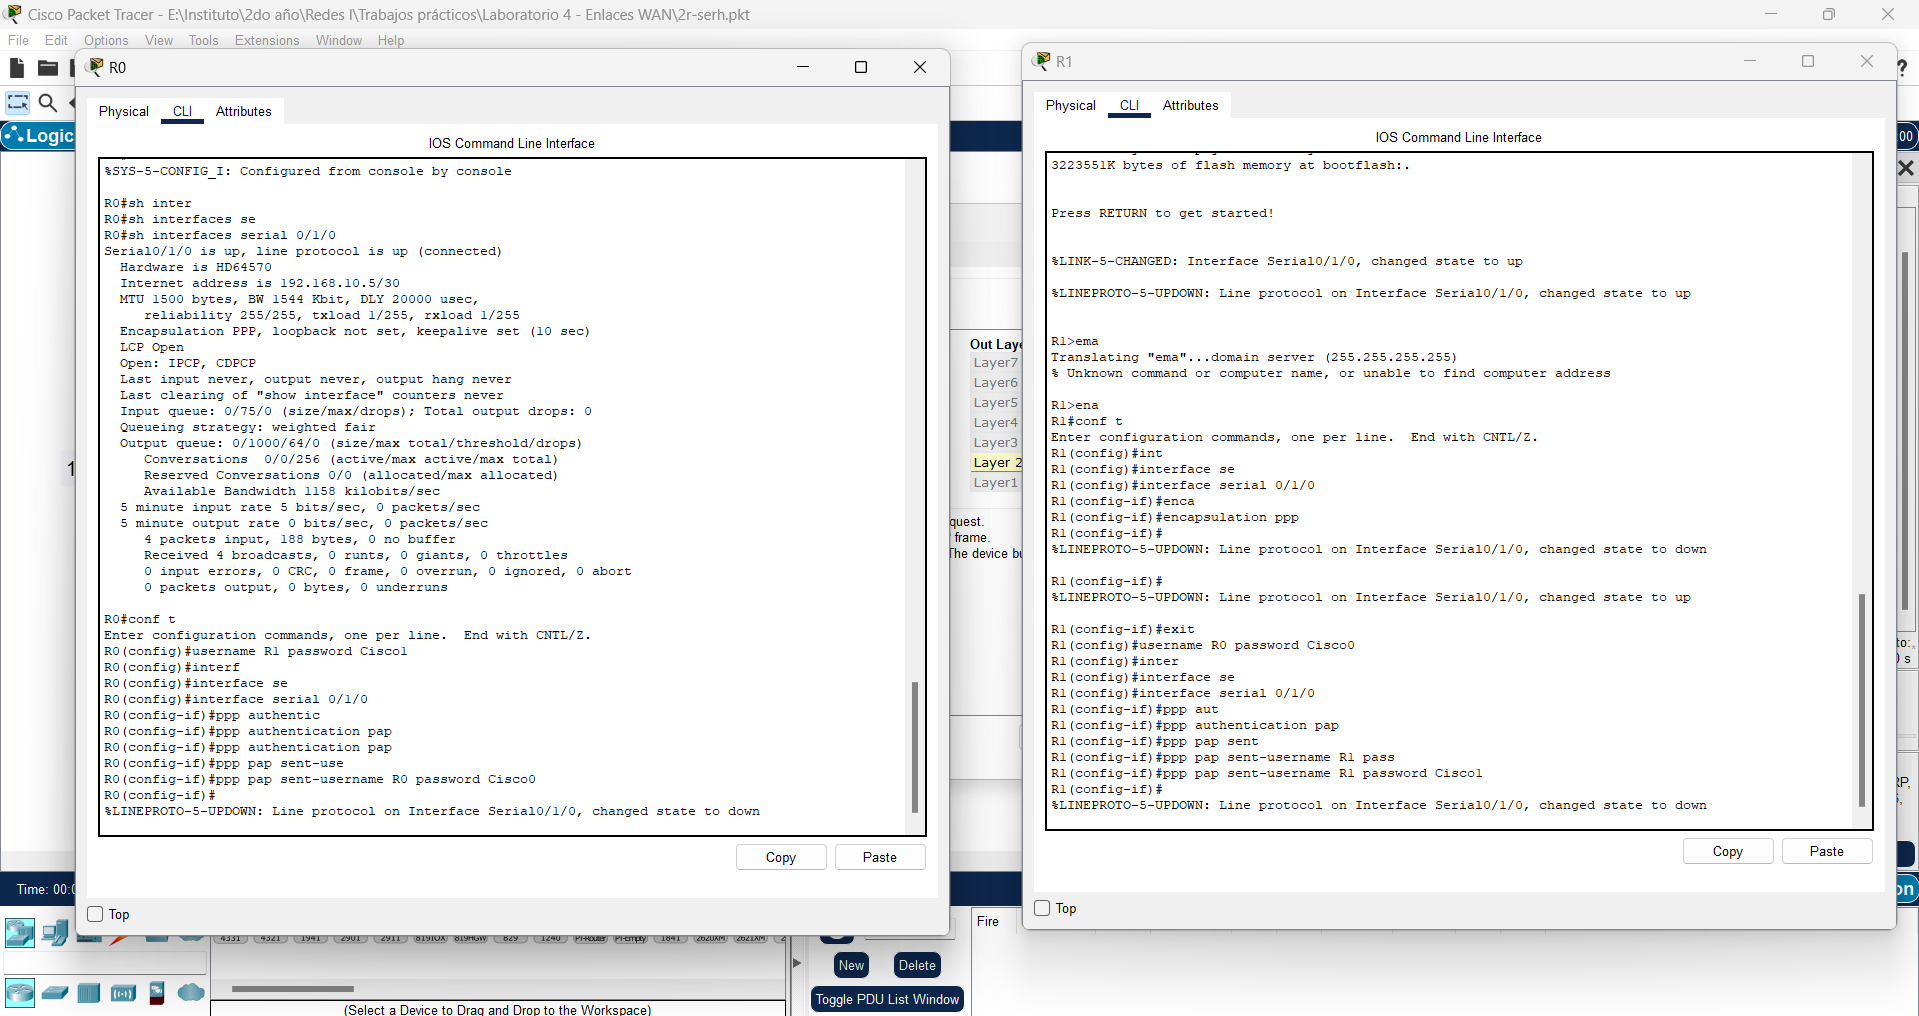 Cisco Packet Tracer - E:\Instituto\2do año\Redes I\Trabajos prácticos\Laboratorio 4 - Enlaces WAN\2r-serh.pkt
File Edit Options View Tools Extensions Window Help
R0
Physical CLI Attributes
IOS Command Line Interface
%SYS-5-CONFIG_I: Configured from console by console
R0#sh inter
R0#sh interfaces se
R0#sh interfaces serial 0/1/0
Serial0/1/0 is up, line protocol is up (connected)
Hardware is HD64570
Internet address is 192.168.10.5/30
MTU 1500 bytes, BW 1544 Kbit, DLY 20000 usec,
reliability 255/255, txload 1/255, rxload 1/255
Encapsulation PPP, loopback not set, keepalive set (10 sec)
LCP Open
Open: IPCP, CDPCP
Last input never, output never, output hang never
Last clearing of "show interface" counters never
Input queue: 0/75/0 (size/max/drops); Total output drops: 0
Queueing strategy: weighted fair
Output queue: 0/1000/64/0 (size/max total/threshold/drops)
Conversations 0/0/256 (active/max active/max total)
Reserved Conversations 0/0 (allocated/max allocated)
Available Bandwidth 1158 kilobits/sec
5 minute input rate 5 bits/sec, 0 packets/sec
5 minute output rate 0 bits/sec, 0 packets/sec
4 packets input, 188 bytes, 0 no buffer
Received 4 broadcasts, 0 runts, 0 giants, 0 throttles
0 input errors, 0 CRC, 0 frame, 0 overrun, 0 ignored, 0 abort
0 packets output, 0 bytes, 0 underruns
R0#conf t
Enter configuration commands, one per line. End with CNTL/Z.
R0(config)#username R1 password Cisco1
R0(config)#interf
R0(config)#interface se
R0(config)#interface serial 0/1/0
R0(config-if)#ppp authentic
R0(config-if)#ppp authentication pap
R0(config-if)#ppp authentication pap
R0(config-if)#ppp pap sent-use
R0(config-if)#ppp pap sent-username R0 password Cisco0
R0(config-if)#
%LINEPROTO-5-UPDOWN: Line protocol on Interface Serial0/1/0, changed state to down
Copy Paste
Top
R1
Physical CLI Attributes
IOS Command Line Interface
3223551K bytes of flash memory at bootflash:.
Press RETURN to get started!
%LINK-5-CHANGED: Interface Serial0/1/0, changed state to up
%LINEPROTO-5-UPDOWN: Line protocol on Interface Serial0/1/0, changed state to up
R1>ema
Translating "ema"...domain server (255.255.255.255)
% Unknown command or computer name, or unable to find computer address
R1>ena
R1#conf t
Enter configuration commands, one per line. End with CNTL/Z.
R1(config)#int
R1(config)#interface se
R1(config)#interface serial 0/1/0
R1(config-if)#enca
R1(config-if)#encapsulation ppp
R1(config-if)#
%LINEPROTO-5-UPDOWN: Line protocol on Interface Serial0/1/0, changed state to down
R1(config-if)#
%LINEPROTO-5-UPDOWN: Line protocol on Interface Serial0/1/0, changed state to up
R1(config-if)#exit
R1(config)#username R0 password Cisco0
R1(config)#inter
R1(config)#interface se
R1(config)#interface serial 0/1/0
R1(config-if)#ppp aut
R1(config-if)#ppp authentication pap
R1(config-if)#ppp pap sent
R1(config-if)#ppp pap sent-username R1 pass
R1(config-if)#ppp pap sent-username R1 password Cisco1
R1(config-if)#
%LINEPROTO-5-UPDOWN: Line protocol on Interface Serial0/1/0, changed state to down
Copy Paste
Top
Logic
1
Out Lay
Layer7
Layer6
Layer5
Layer4
Layer3
Layer 2
Layer1
quest.
frame.
The device bu
Time: 00:0
4331 4321 1941 2901 2911 819IOX 819HGW 829 1240 PT-Router PT-Empty 1841 2620XM 2621XM
Fire
New Delete
Toggle PDU List Window
(Select a Device to Drag and Drop to the Workspace)